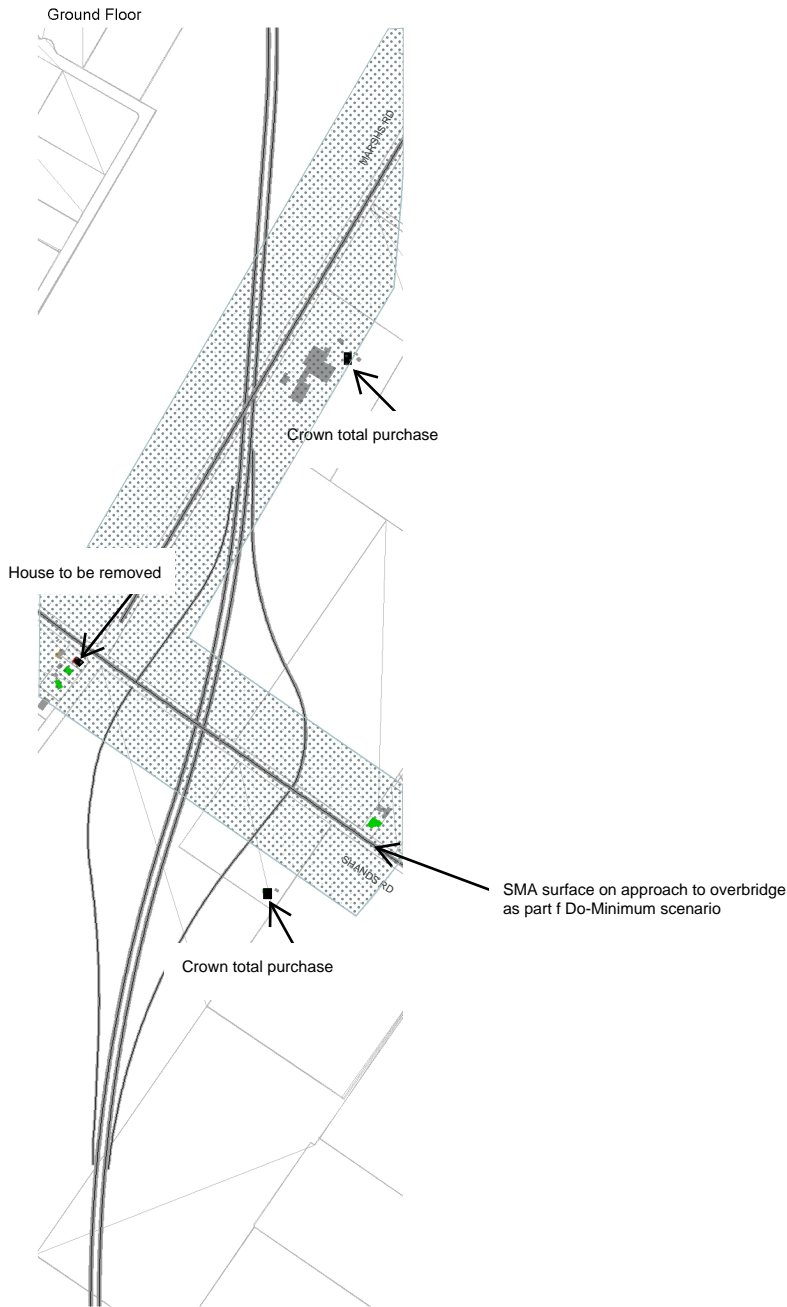 Ground Floor
MARSHS RD
Crown total purchase
House to be removed
SHANDS RD
SMA surface on approach to overbridge
as part f Do-Minimum scenario
Crown total purchase